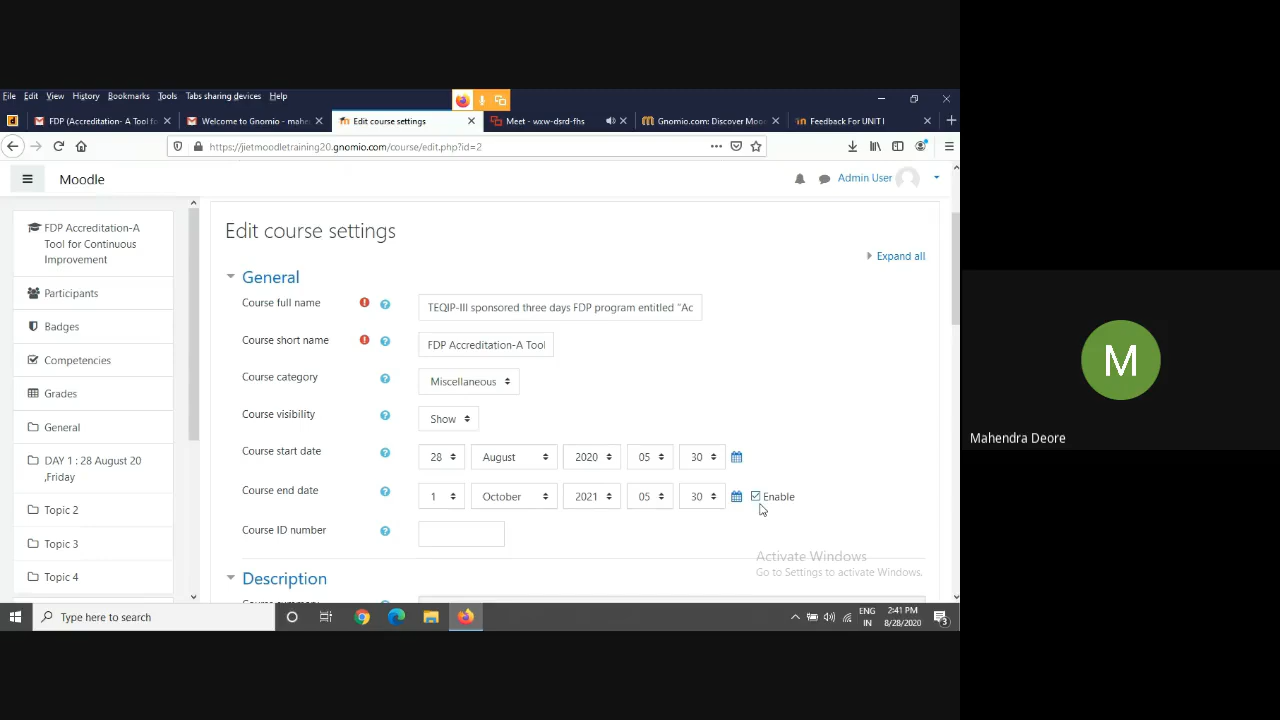 File Edit View History Bookmarks Tools Tabs sharing devices Help
FDP (Accreditation- A Tool fo
Welcome to Gnomio - mahe
Edit course settings
Meet - wxw-dsrd-fhs
Gnomio.com: Discover Moo
Feedback For UNIT I
https://jietmoodletraining20.gnomio.com/course/edit.php?id=2
Moodle
Admin User
FDP Accreditation-A
Tool for Continuous
Improvement
Participants
Badges
Competencies
Grades
General
DAY 1 : 28 August 20
,Friday
Topic 2
Topic 3
Topic 4
Edit course settings
Expand all
General
Course full name
TEQIP-III sponsored three days FDP program entitled "Ac
Course short name
FDP Accreditation-A Tool
Course category
Miscellaneous
Course visibility
Show
Course start date
28 August 2020 05 30
Course end date
1 October 2021 05 30 Enable
Course ID number
Description
Activate Windows
Go to Settings to activate Windows.
Type here to search
ENG
IN
2:41 PM
8/28/2020
3
M
Mahendra Deore